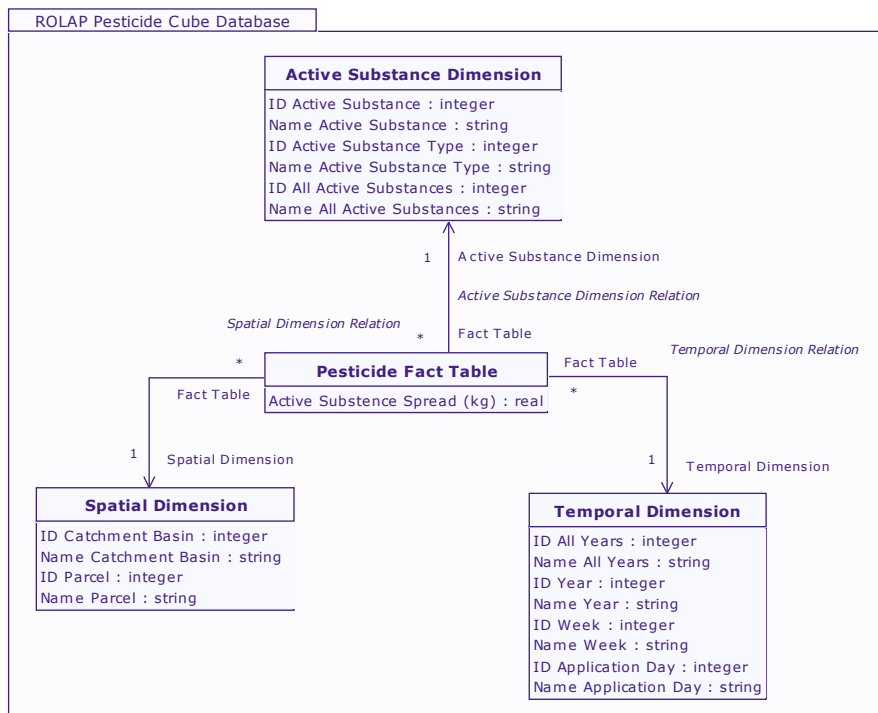 ROLAP Pesticide Cube Database
Active Substance Dimension
ID Active Substance : integer
Name Active Substance : string
ID Active Substance Type : integer
Name Active Substance Type : string
ID All Active Substances : integer
Name All Active Substances : string
1
Active Substance Dimension
Active Substance Dimension Relation
Spatial Dimension Relation
*
Fact Table
Temporal Dimension Relation
*
Pesticide Fact Table
Active Substence Spread (kg) : real
Fact Table
*
Fact Table
1
Spatial Dimension
1
Temporal Dimension
Spatial Dimension
ID Catchment Basin : integer
Name Catchment Basin : string
ID Parcel : integer
Name Parcel : string
Temporal Dimension
ID All Years : integer
Name All Years : string
ID Year : integer
Name Year : string
ID Week : integer
Name Week : string
ID Application Day : integer
Name Application Day : string